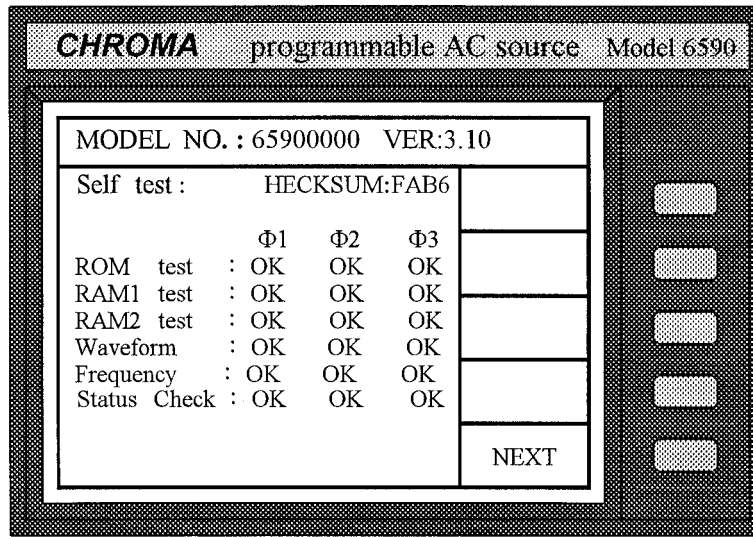 CHROMA programmable AC source Model 6590
MODEL NO. : 65900000 VER:3.10
Self test : HECKSUM:FAB6
Φ1 Φ2 Φ3
ROM test : OK OK OK
RAM1 test : OK OK OK
RAM2 test : OK OK OK
Waveform : OK OK OK
Frequency : OK OK OK
Status Check : OK OK OK
NEXT